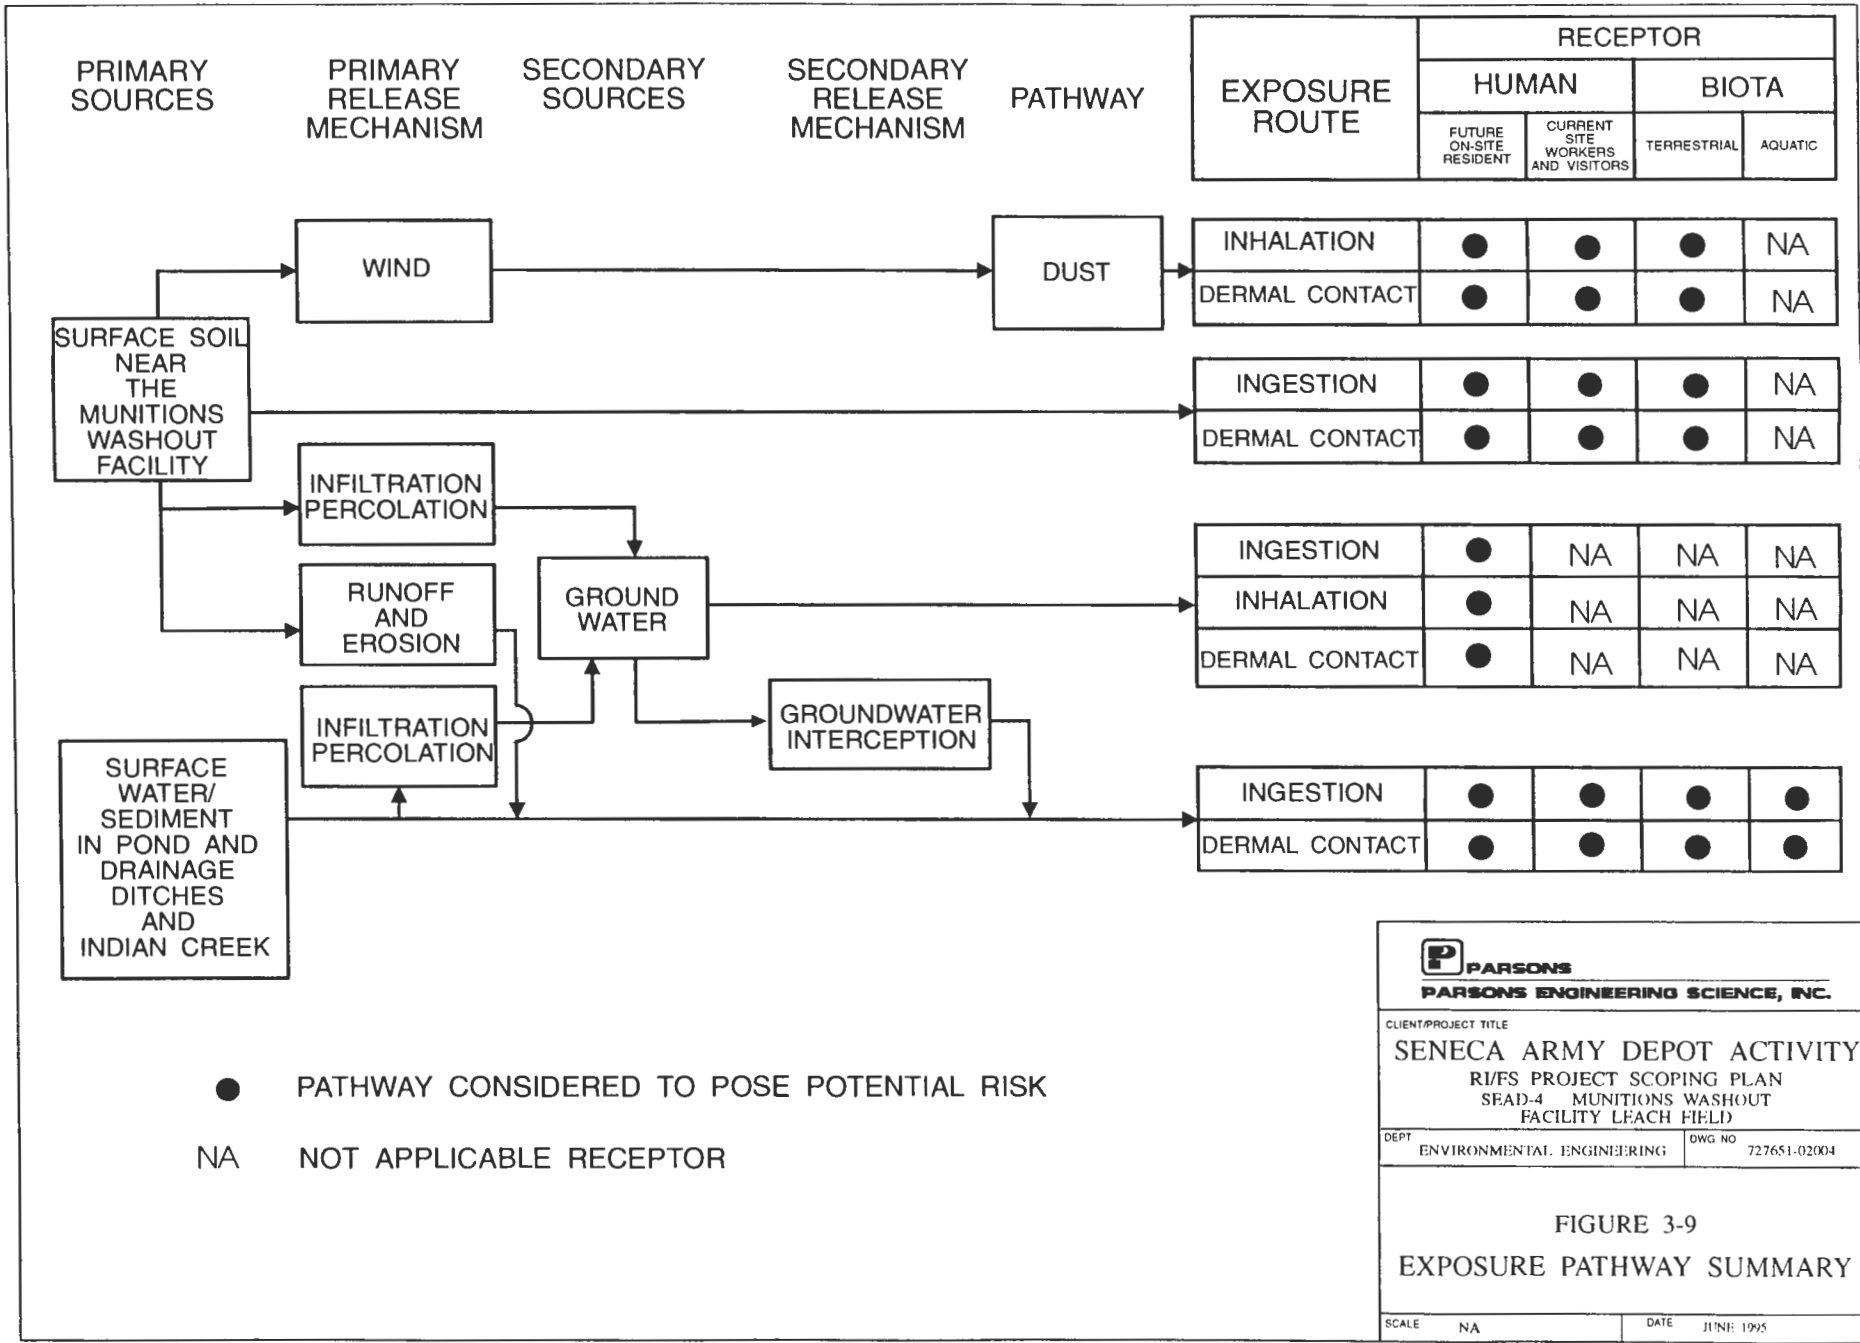 PRIMARY
SOURCES
PRIMARY
RELEASE
MECHANISM
SECONDARY
SOURCES
SECONDARY
RELEASE
MECHANISM
PATHWAY
EXPOSURE
ROUTE
RECEPTOR
HUMAN
BIOTA
FUTURE
ON-SITE
RESIDENT
CURRENT
SITE
WORKERS
AND VISITORS
TERRESTRIAL
AQUATIC
WIND
DUST
INHALATION ● ● ● NA
DERMAL CONTACT ● ● ● NA
SURFACE SOIL
NEAR
THE
MUNITIONS
WASHOUT
FACILITY
INGESTION ● ● ● NA
DERMAL CONTACT ● ● ● NA
INFILTRATION
PERCOLATION
RUNOFF
AND
EROSION
GROUND
WATER
INGESTION ● NA NA NA
INHALATION ● NA NA NA
DERMAL CONTACT ● NA NA NA
INFILTRATION
PERCOLATION
GROUNDWATER
INTERCEPTION
SURFACE
WATER/
SEDIMENT
IN POND AND
DRAINAGE
DITCHES
AND
INDIAN CREEK
INGESTION ● ● ● ●
DERMAL CONTACT ● ● ● ●
● PATHWAY CONSIDERED TO POSE POTENTIAL RISK
NA NOT APPLICABLE RECEPTOR
P PARSONS
PARSONS ENGINEERING SCIENCE, INC.
CLIENT/PROJECT TITLE
SENECA ARMY DEPOT ACTIVITY
RI/FS PROJECT SCOPING PLAN
SEAD-4 MUNITIONS WASHOUT
FACILITY LEACH FIELD
DEPT ENVIRONMENTAL ENGINEERING
DWG NO 727651-02004
FIGURE 3-9
EXPOSURE PATHWAY SUMMARY
SCALE NA
DATE JUNE 1995